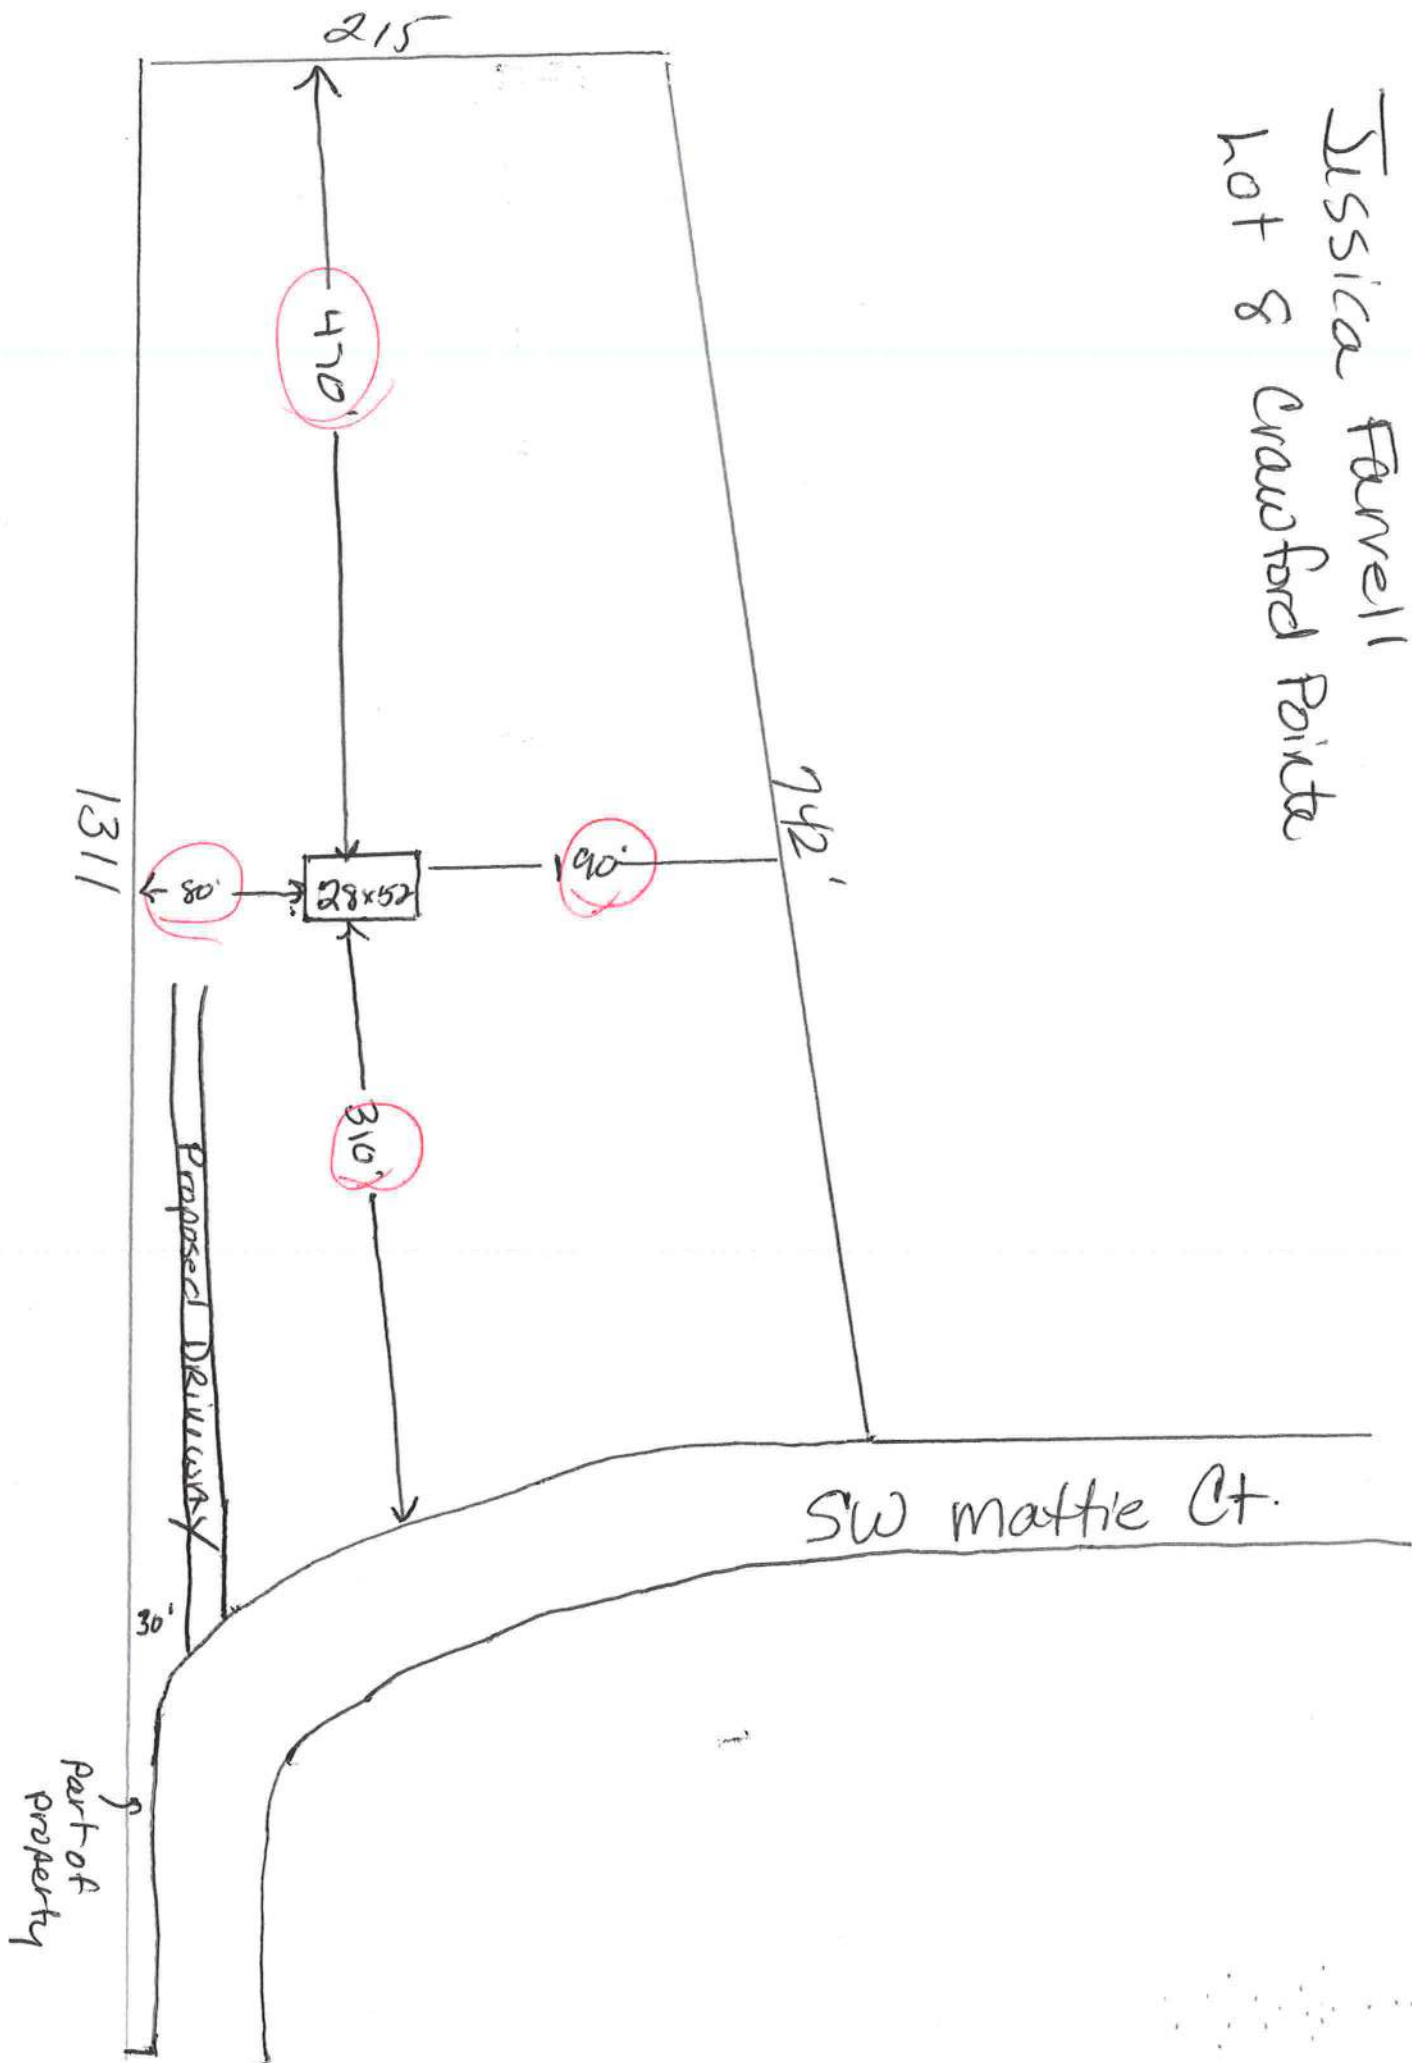 Jessica Farrell
Lot 8 Crawford Pointe
215
470'
742'
1311
80'
28x52
90'
310'
Proposed DRiveWAy
SW mattie Ct.
30'
part of
property